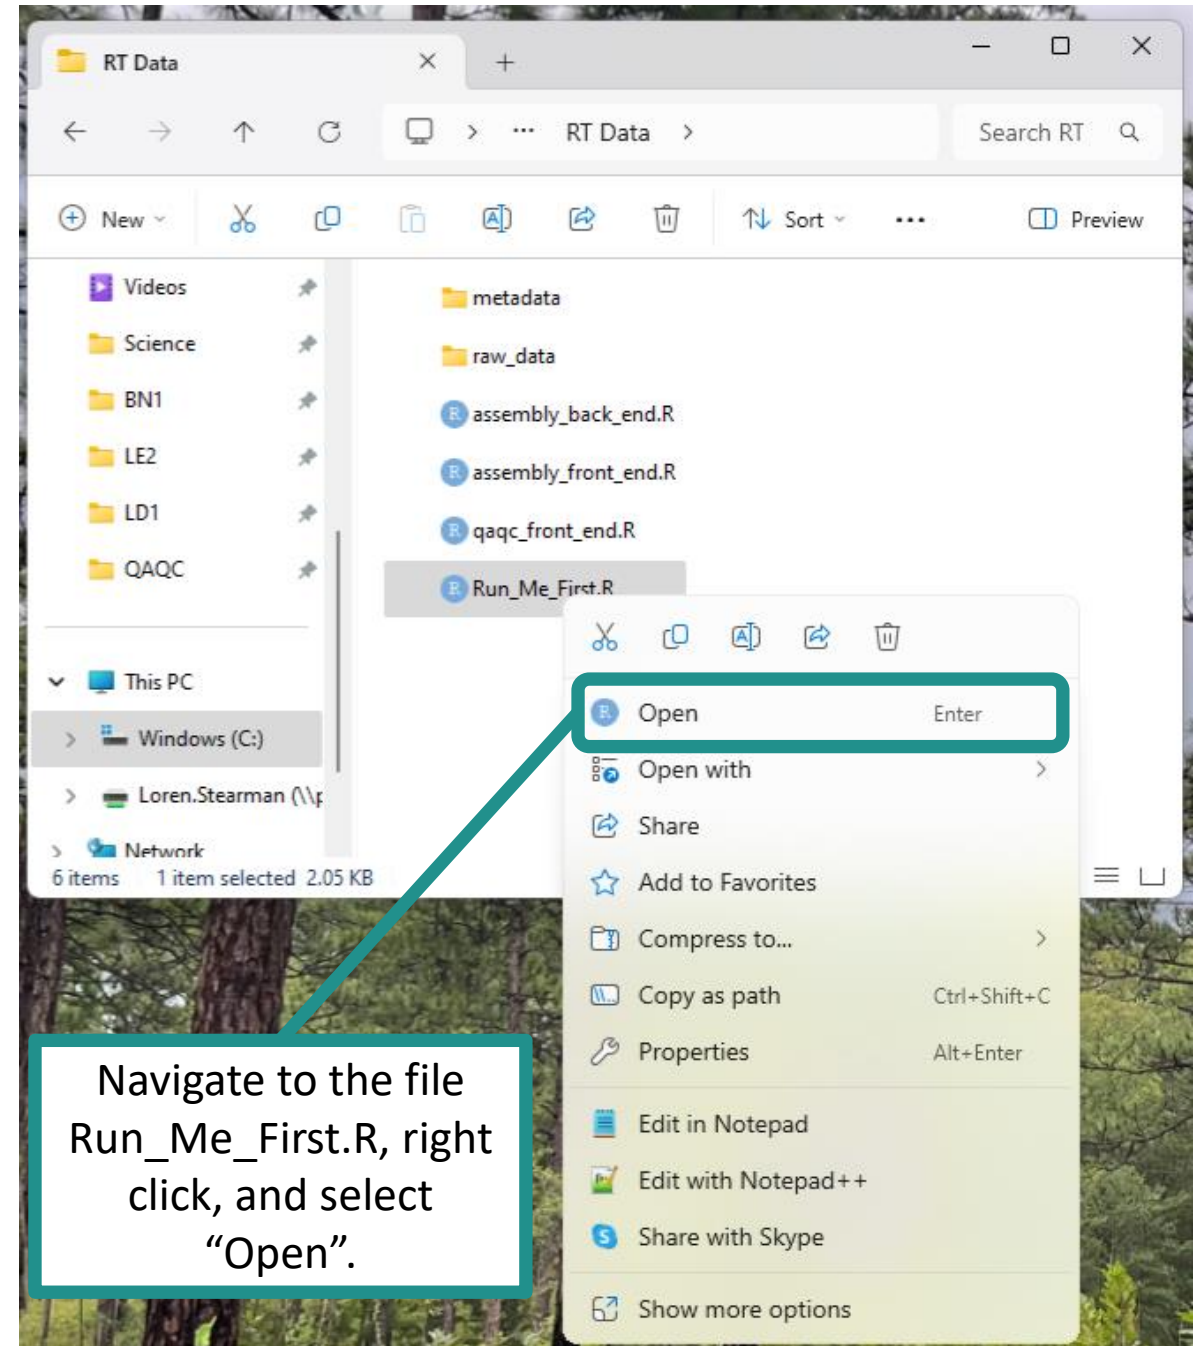 RT Data
RT Data
Search RT
New
Sort
Preview
Videos
Science
BN1
LE2
LD1
QAQC
This PC
Windows (C:)
Loren.Stearman (\\p
Network
metadata
raw_data
assembly_back_end.R
assembly_front_end.R
qaqc_front_end.R
Run_Me_First.R
6 items 1 item selected 2.05 KB
Open Enter
Open with
Share
Add to Favorites
Compress to...
Copy as path Ctrl+Shift+C
Properties Alt+Enter
Edit in Notepad
Edit with Notepad++
Share with Skype
Show more options
Navigate to the file
Run_Me_First.R, right
click, and select
“Open”.